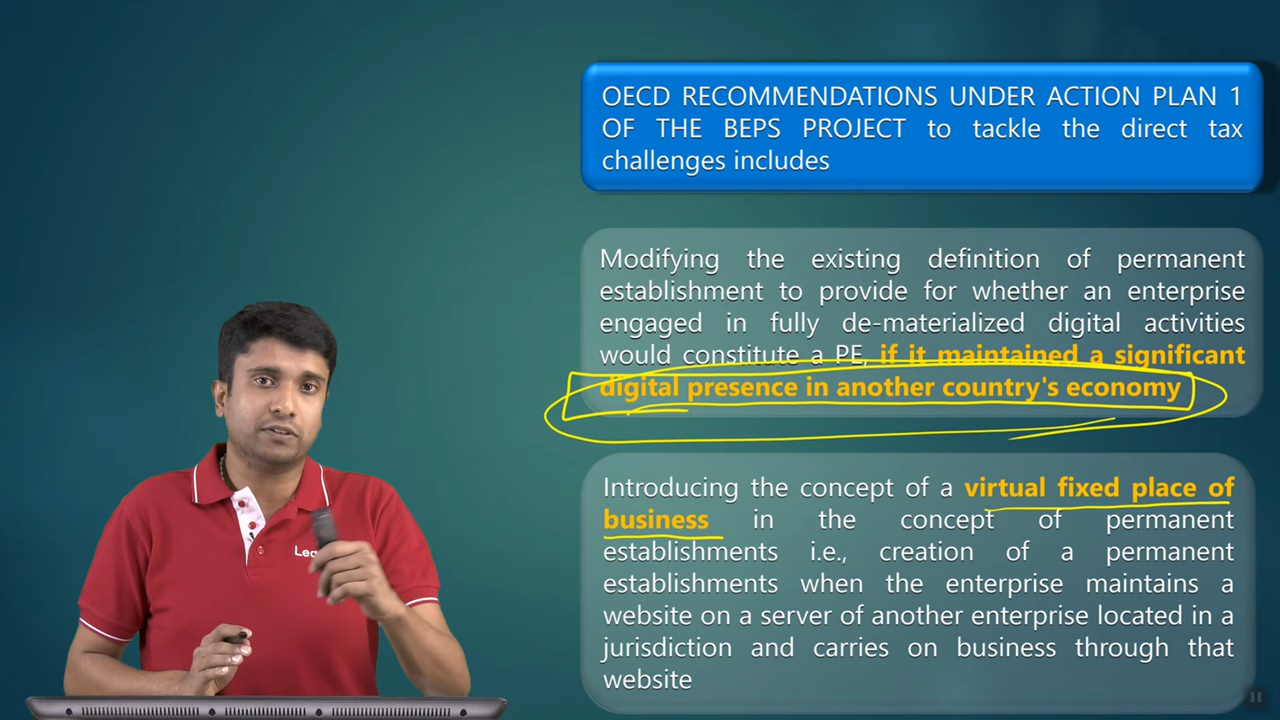 OECD RECOMMENDATIONS UNDER ACTION PLAN 1
OF THE BEPS PROJECT to tackle the direct tax
challenges includes
Modifying the existing definition of permanent
establishment to provide for whether an enterprise
engaged in fully de-materialized digital activities
would constitute a PE, if it maintained a significant
digital presence in another country's economy
Introducing the concept of a virtual fixed place of
business in the concept of permanent
establishments i.e., creation of a permanent
establishments when the enterprise maintains a
website on a server of another enterprise located in a
jurisdiction and carries on business through that
website